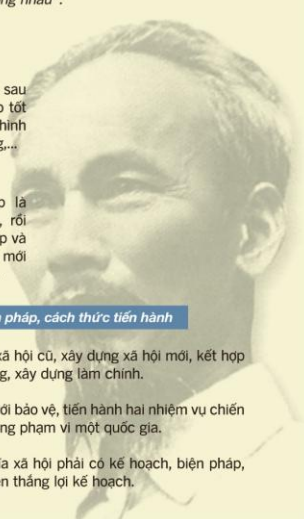 nhau".
sau
tốt
hình
là
, rồi
p và
mới
pháp, cách thức tiến hành
xã hội cũ, xây dựng xã hội mới, kết hợp
g, xây dựng làm chính.
ới bảo vệ, tiến hành hai nhiệm vụ chiến
ng phạm vi một quốc gia.
ĩa xã hội phải có kế hoạch, biện pháp,
ện thắng lợi kế hoạch.